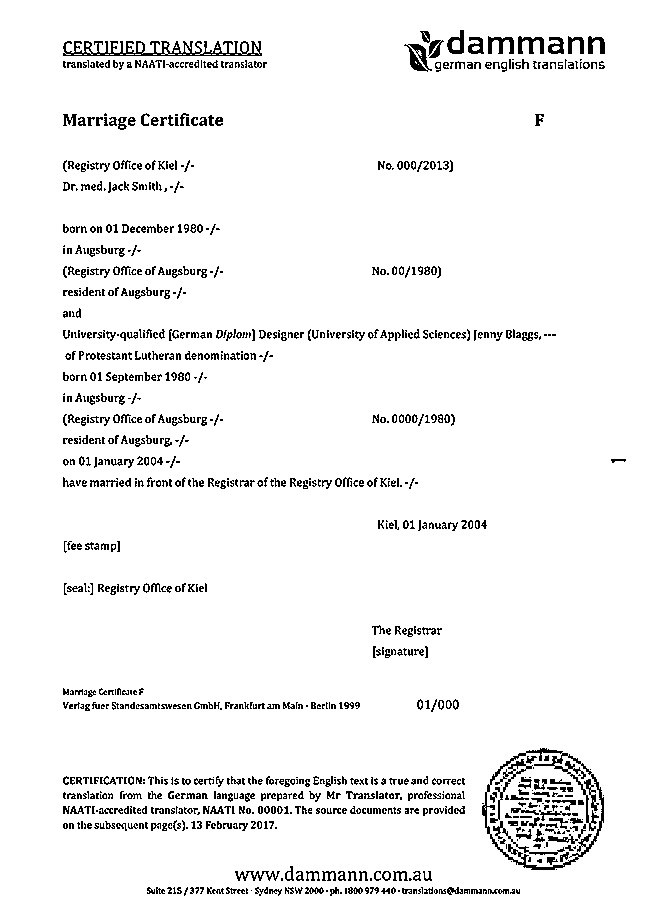 CERTIFIED TRANSLATION
translated by a NAATI-accredited translator
dammann
german english translations
Marriage Certificate F
(Registry Office of Kiel -/- No. 000/2013)
Dr. med. Jack Smith , -/-
born on 01 December 1980 -/-
in Augsburg -/-
(Registry Office of Augsburg -/- No. 00/1980)
resident of Augsburg -/-
and
University-qualified [German Diplom] Designer (University of Applied Sciences) Jenny Blaggs, ---
of Protestant Lutheran denomination -/-
born 01 September 1980 -/-
in Augsburg -/-
(Registry Office of Augsburg -/- No. 0000/1980)
resident of Augsburg, -/-
on 01 January 2004 -/-
have married in front of the Registrar of the Registry Office of Kiel. -/-
Kiel, 01 January 2004
[fee stamp]
[seal:] Registry Office of Kiel
The Registrar
[signature]
Marriage Certificate F
Verlag fuer Standesamtswesen GmbH, Frankfurt am Main · Berlin 1999 01/000
CERTIFICATION: This is to certify that the foregoing English text is a true and correct
translation from the German language prepared by Mr Translator, professional
NAATI-accredited translator, NAATI No. 00001. The source documents are provided
on the subsequent page(s). 13 February 2017.
www.dammann.com.au
Suite 215 / 377 Kent Street · Sydney NSW 2000 · ph. 1800 979 440 · translations@dammann.com.au